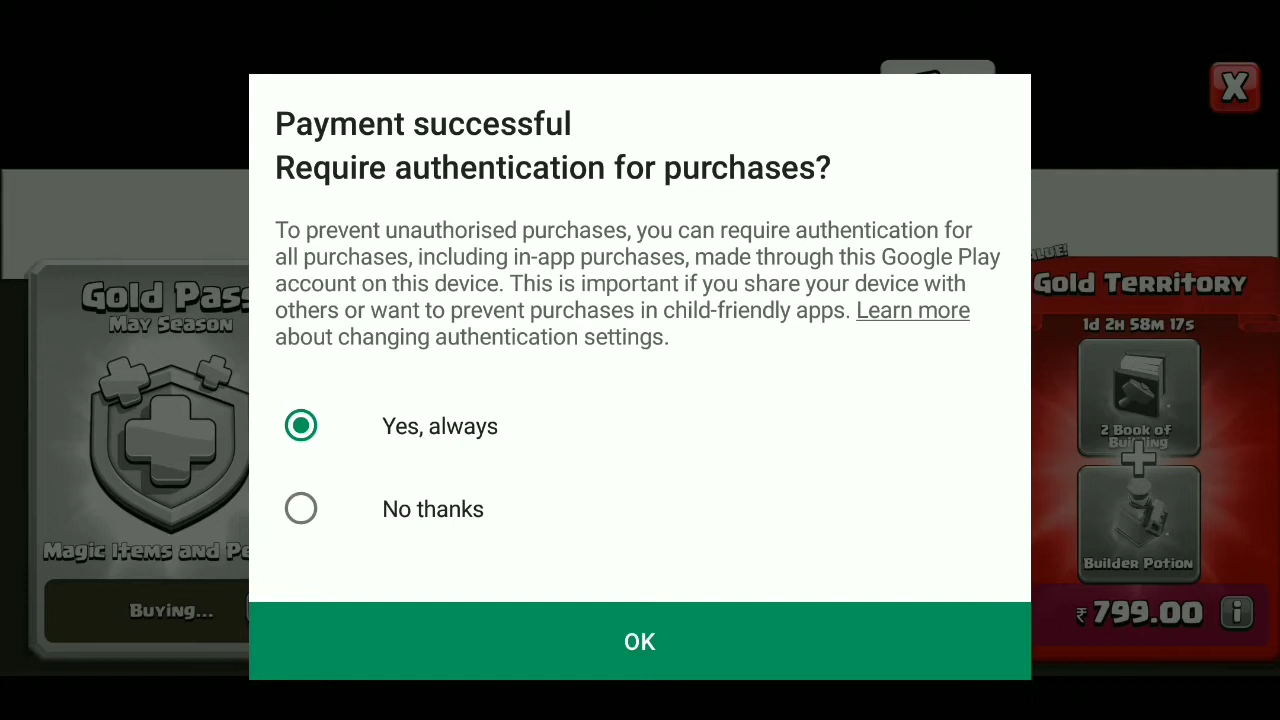 Payment successful
Require authentication for purchases?
To prevent unauthorised purchases, you can require authentication for
all purchases, including in-app purchases, made through this Google Play
account on this device. This is important if you share your device with
others or want to prevent purchases in child-friendly apps. Learn more
about changing authentication settings.
Yes, always
No thanks
OK
Gold Pass
May Season
Magic Items and Pe
Buying...
ALUE!
Gold Territory
1d 2H 58M 17s
2 Book of
Building
Builder Potion
₹ 799.00
i
X